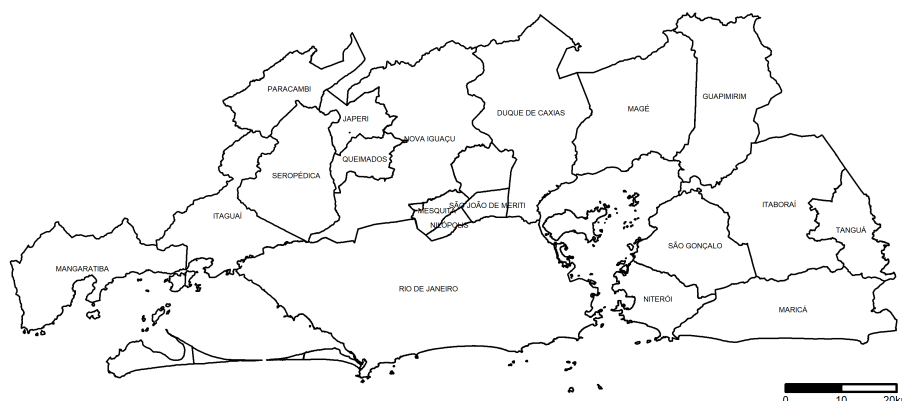 PARACAMBI
GUAPIMIRIM
MAGÉ
DUQUE DE CAXIAS
JAPERI
NOVA IGUAÇU
QUEIMADOS
SEROPÉDICA
ITABORAÍ
SÃO JOÃO DE MERITI
MESQUITA
ITAGUAÍ
NILÓPOLIS
TANGUÁ
SÃO GONÇALO
MANGARATIBA
RIO DE JANEIRO
NITERÓI
MARICÁ
0 10 20km